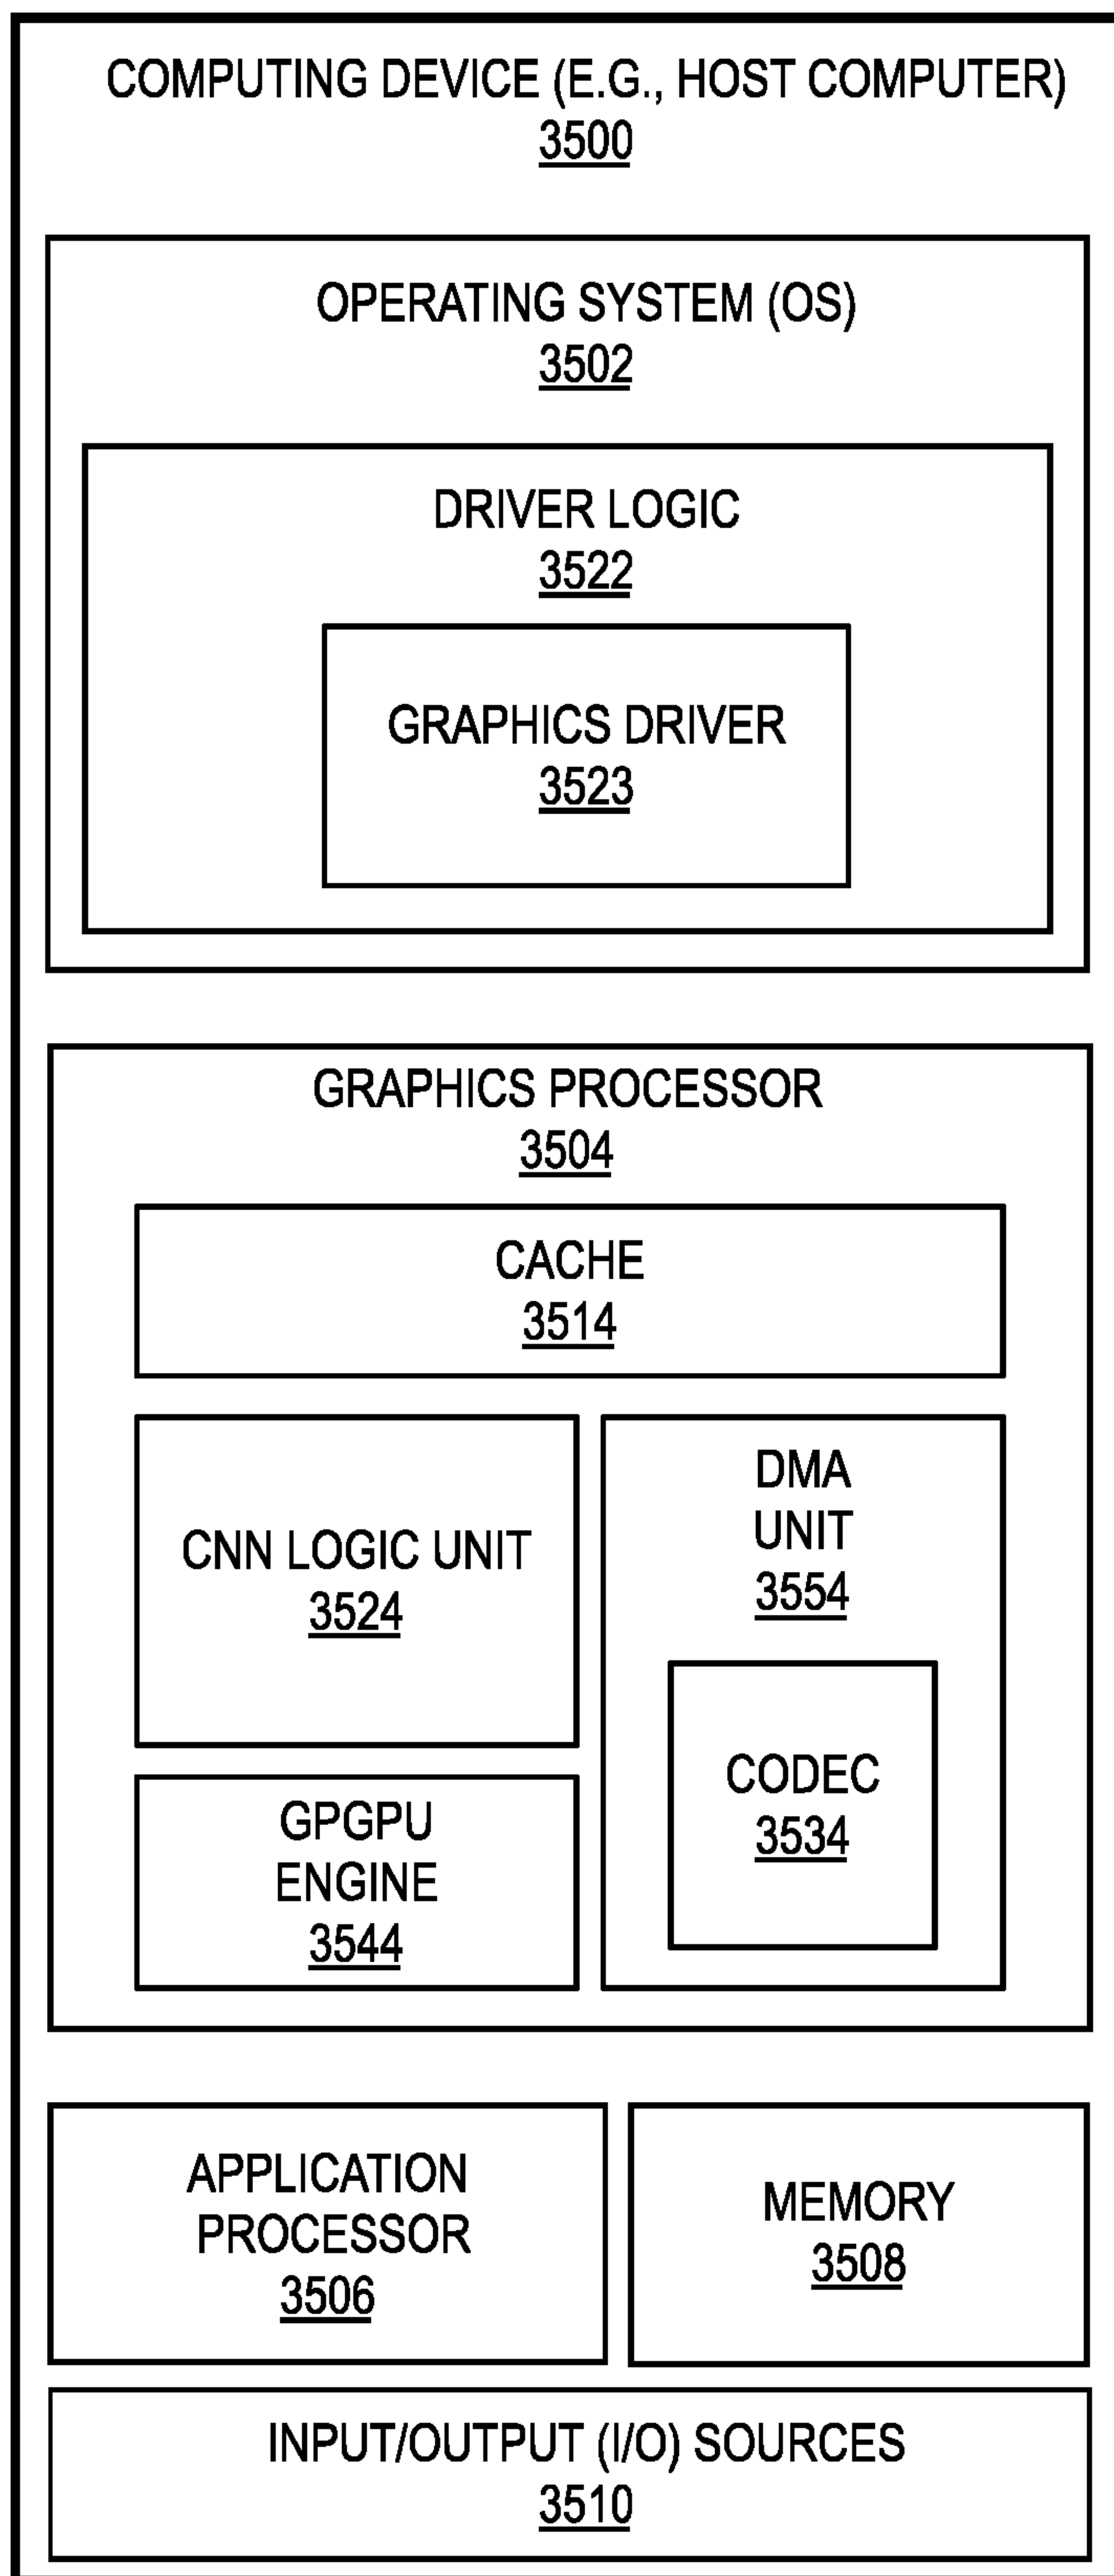 COMPUTING DEVICE (E.G., HOST COMPUTER)
3500
OPERATING SYSTEM (OS)
3502
DRIVER LOGIC
3522
GRAPHICS DRIVER
3523
GRAPHICS PROCESSOR
3504
CACHE
3514
CNN LOGIC UNIT
3524
GPGPU
ENGINE
3544
DMA
UNIT
3554
CODEC
3534
APPLICATION
PROCESSOR
3506
MEMORY
3508
INPUT/OUTPUT (I/O) SOURCES
3510